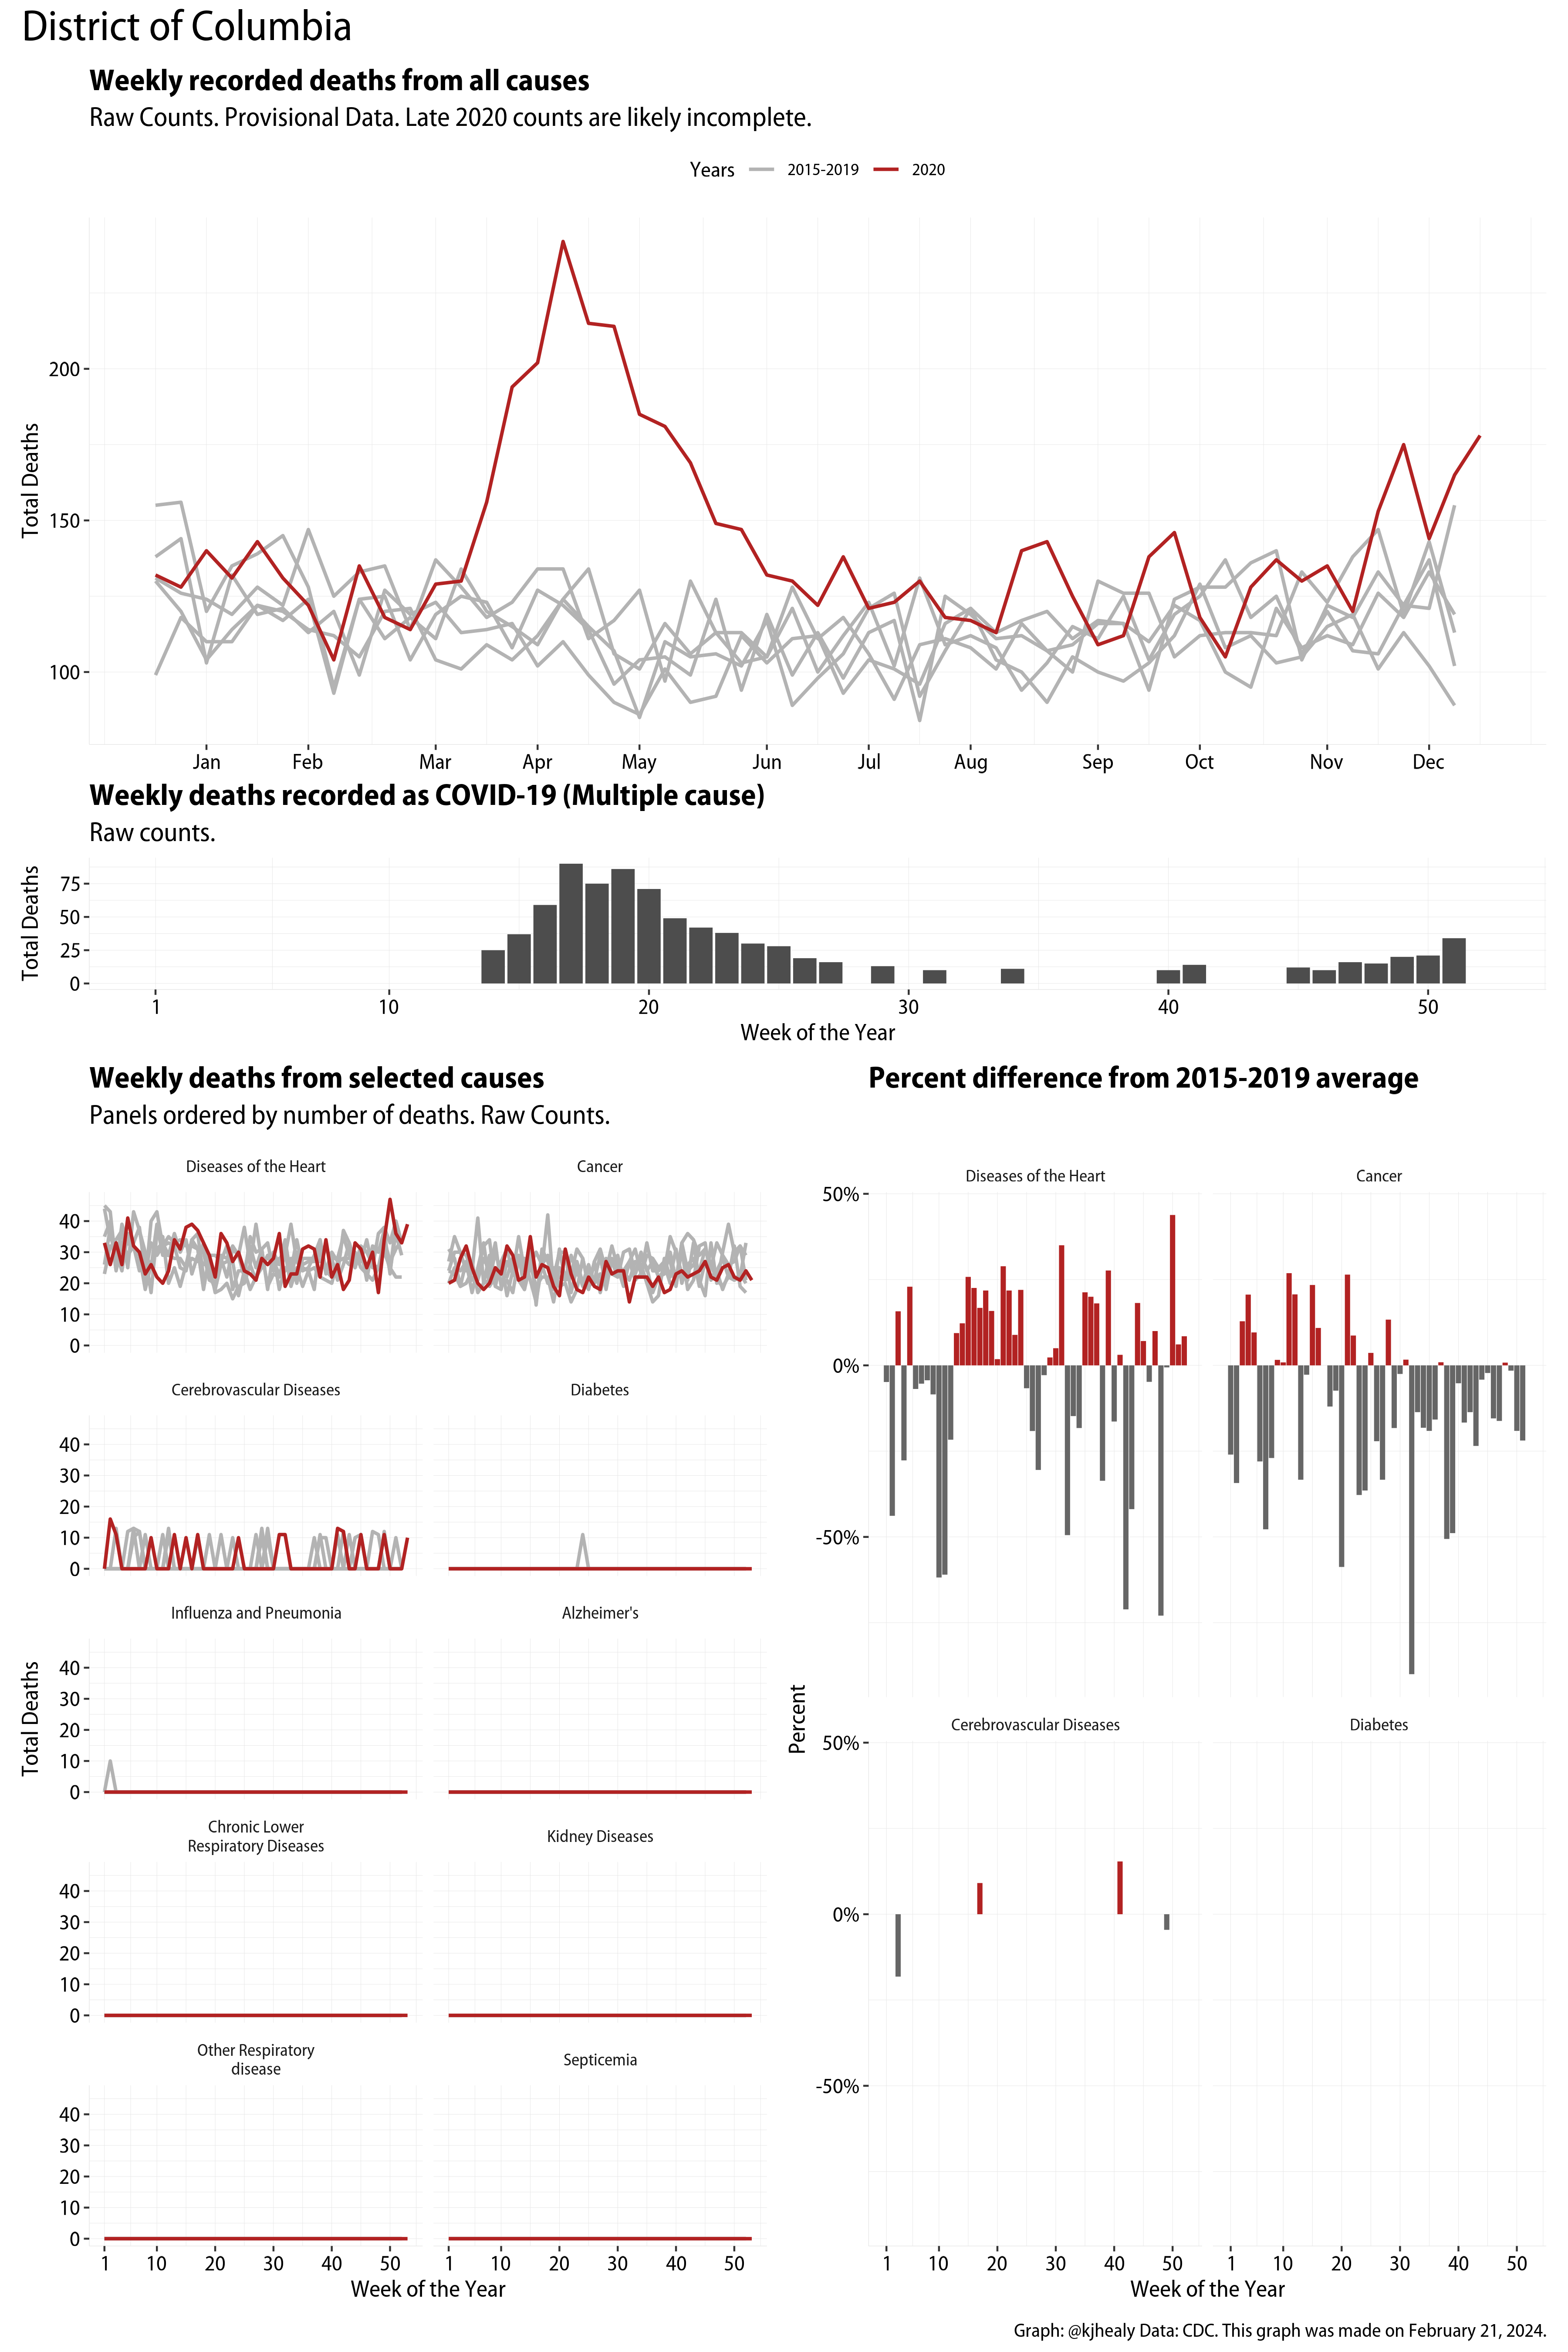 District of Columbia
Weekly recorded deaths from all causes
Raw Counts. Provisional Data. Late 2020 counts are likely incomplete.
Years 2015-2019 2020
Total Deaths
200
150
100
Jan Feb Mar Apr May Jun Jul Aug Sep Oct Nov Dec
Weekly deaths recorded as COVID-19 (Multiple cause)
Raw counts.
Total Deaths
75
50
25
0
1 10 20 30 40 50
Week of the Year
Weekly deaths from selected causes
Panels ordered by number of deaths. Raw Counts.
Total Deaths
Diseases of the Heart Cancer
40
30
20
10
0
Cerebrovascular Diseases Diabetes
40
30
20
10
0
Influenza and Pneumonia Alzheimer's
40
30
20
10
0
Chronic Lower
Respiratory Diseases
Kidney Diseases
40
30
20
10
0
Other Respiratory
disease
Septicemia
40
30
20
10
0
1 10 20 30 40 50 1 10 20 30 40 50
Week of the Year
Percent difference from 2015-2019 average
Percent
Diseases of the Heart Cancer
50%
0%
-50%
Cerebrovascular Diseases Diabetes
50%
0%
-50%
1 10 20 30 40 50 1 10 20 30 40 50
Week of the Year
Graph: @kjhealy Data: CDC. This graph was made on February 21, 2024.